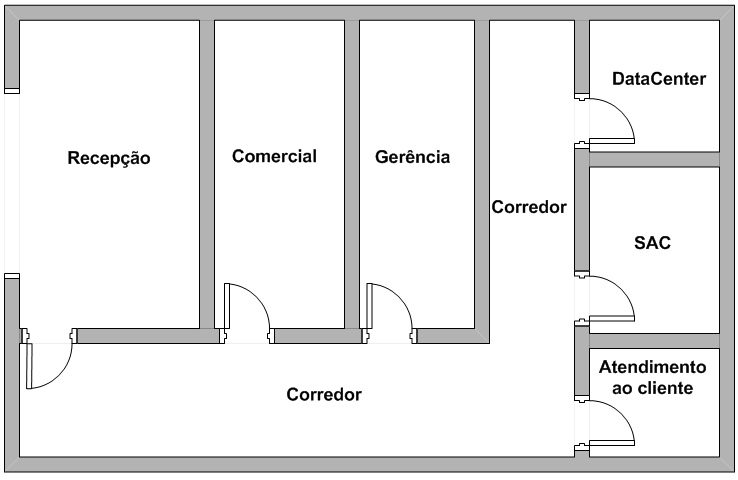 DataCenter
Recepção
Comercial
Gerência
Corredor
SAC
Atendimento
ao cliente
Corredor